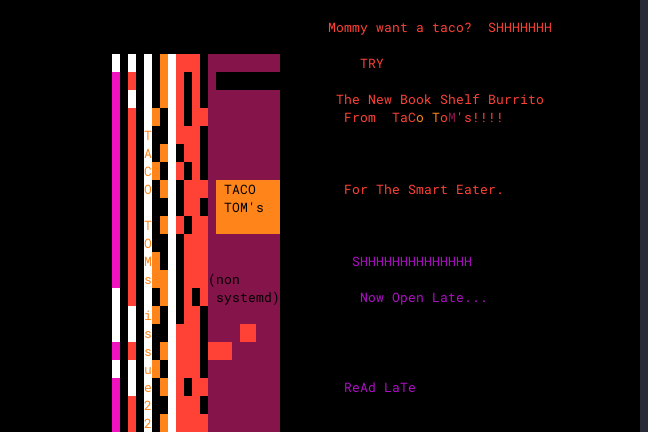 Mommy want a taco?  SHHHHHHH
TRY
The New Book Shelf Burrito
From  TaCo ToM's!!!!
TACO TOM's issue22
TACO
TOM's
For The Smart Eater.
SHHHHHHHHHHHHHH
(non
systemd)
Now Open Late...
ReAd LaTe